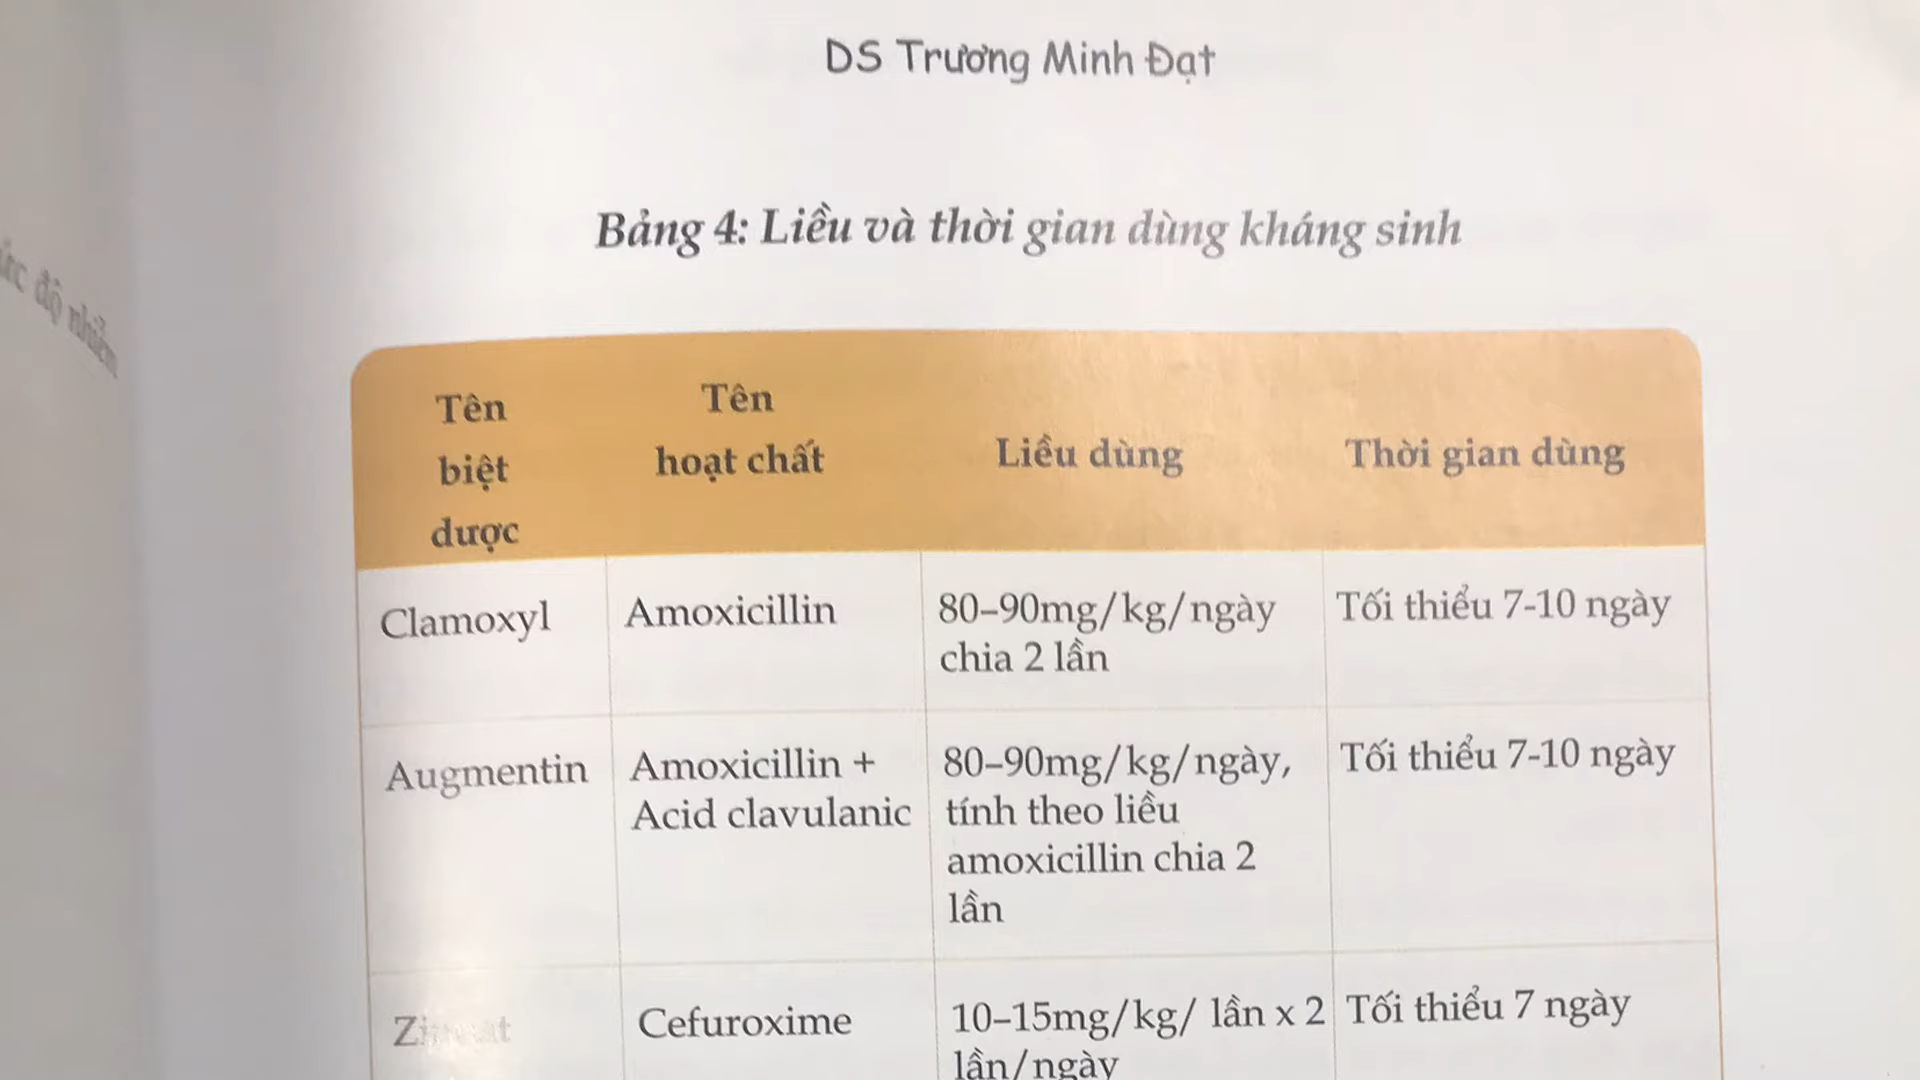 DS Trương Minh Đạt
Bảng 4: Liều và thời gian dùng kháng sinh
độ nhiễm
Tên
biệt
dược
Tên
hoạt chất
Liều dùng
Thời gian dùng
Clamoxyl
Amoxicillin
80–90mg/kg/ngày
chia 2 lần
Tối thiểu 7-10 ngày
Augmentin
Amoxicillin +
Acid clavulanic
80–90mg/kg/ngày,
tính theo liều
amoxicillin chia 2
lần
Tối thiểu 7-10 ngày
Cefuroxime
10–15mg/kg/ lần x 2
lần/ngày
Tối thiểu 7 ngày